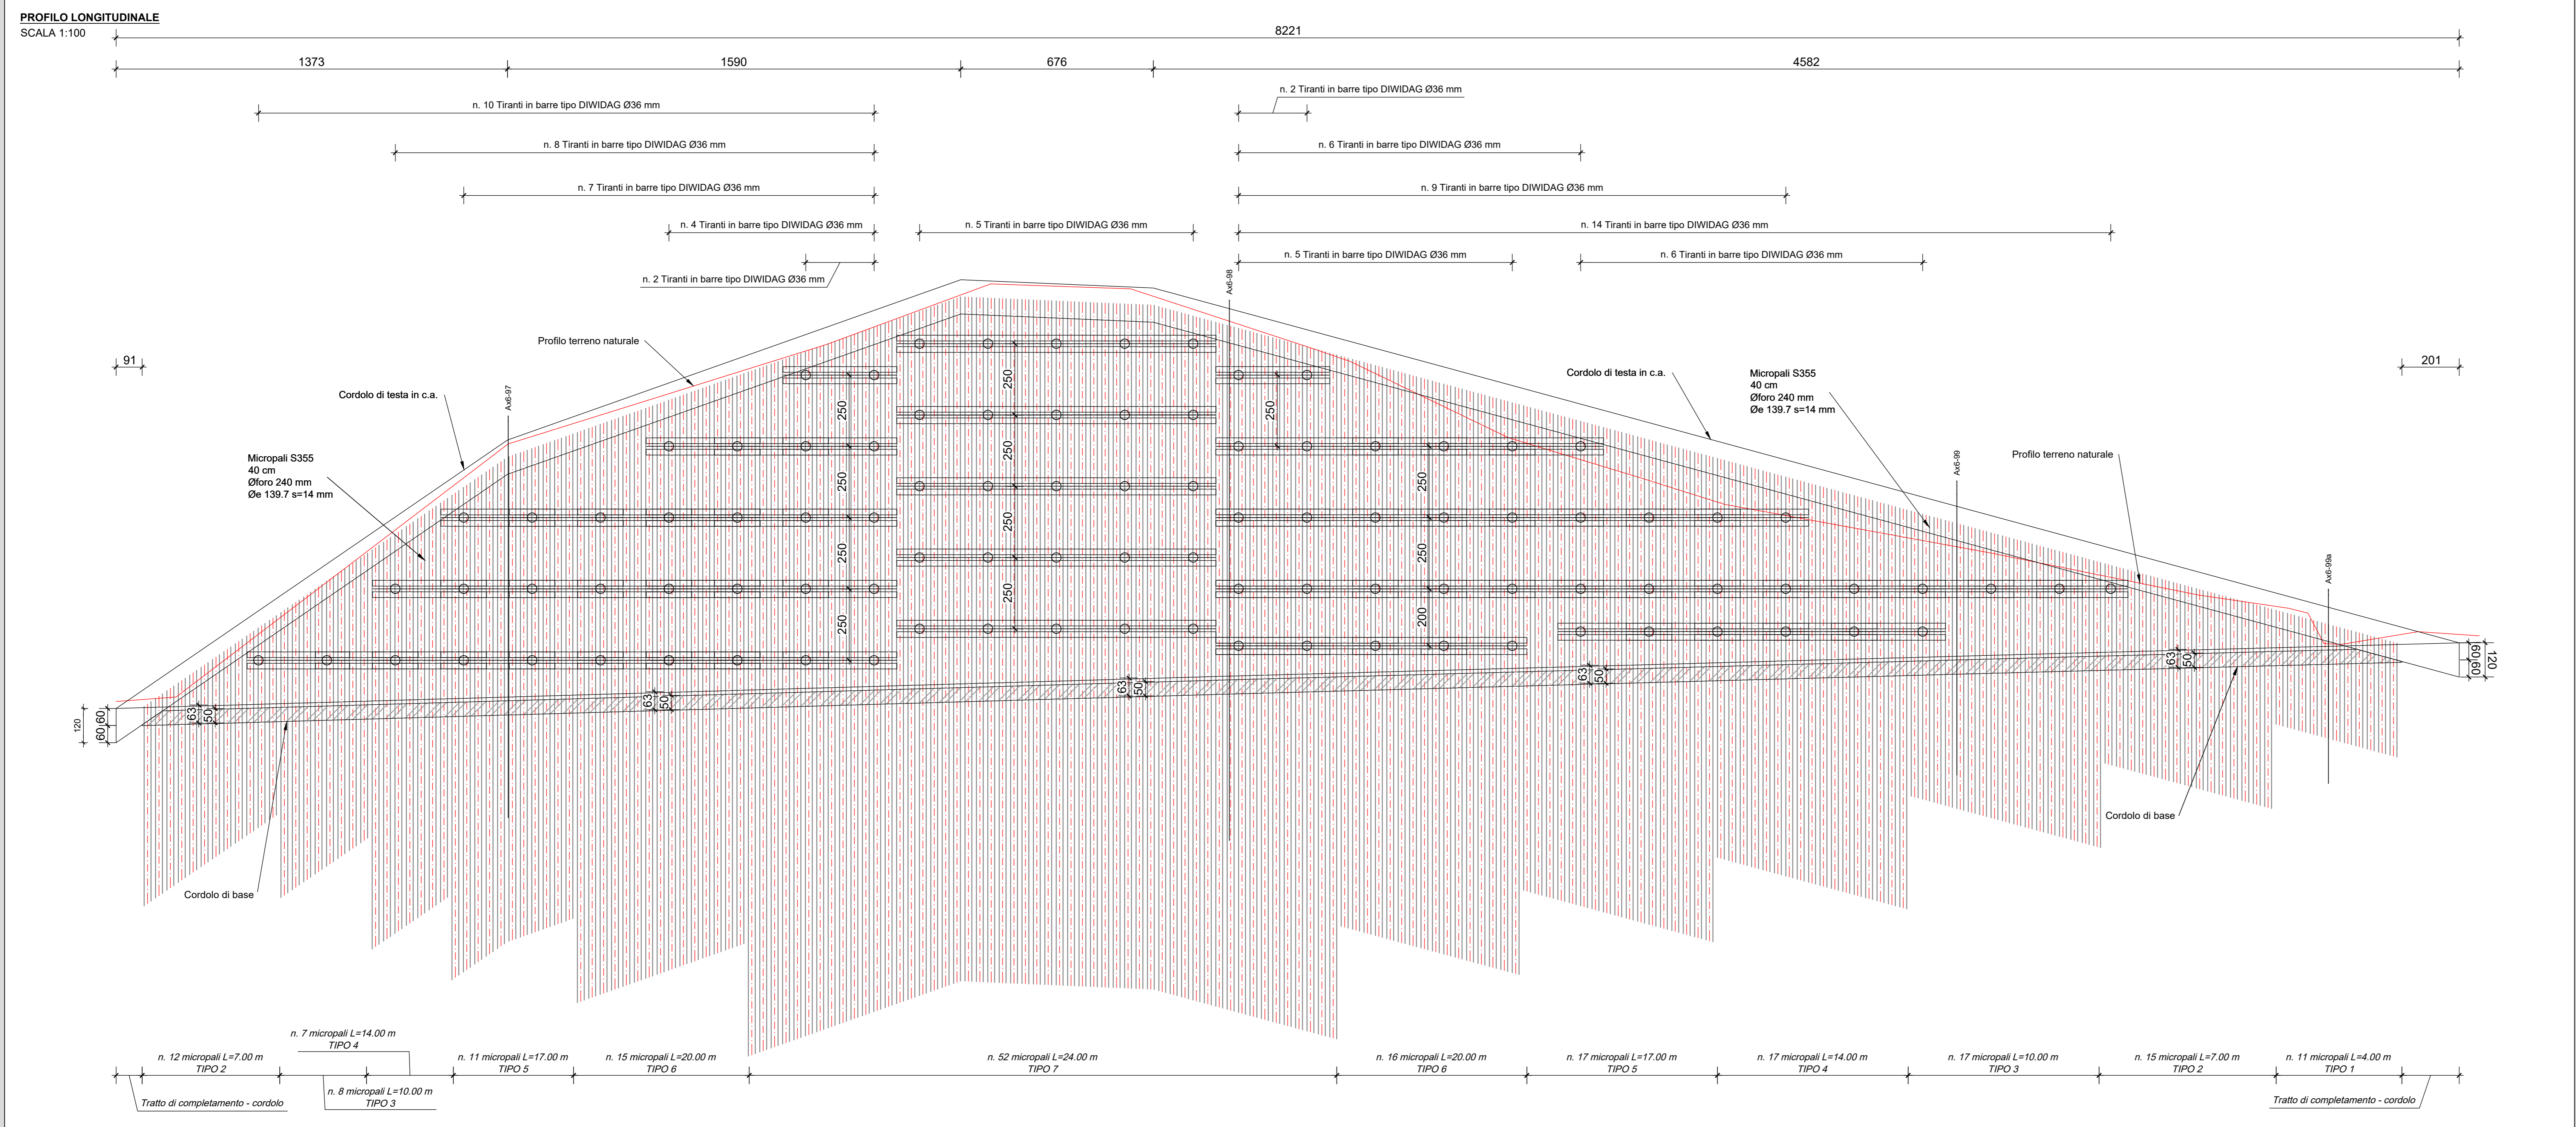 PROFILO LONGITUDINALE
SCALA 1:100
8221
1373
1590
676
4582
n. 2 Tiranti in barre tipo DIWIDAG Ø36 mm
n. 10 Tiranti in barre tipo DIWIDAG Ø36 mm
n. 8 Tiranti in barre tipo DIWIDAG Ø36 mm
n. 6 Tiranti in barre tipo DIWIDAG Ø36 mm
n. 7 Tiranti in barre tipo DIWIDAG Ø36 mm
n. 9 Tiranti in barre tipo DIWIDAG Ø36 mm
n. 4 Tiranti in barre tipo DIWIDAG Ø36 mm
n. 5 Tiranti in barre tipo DIWIDAG Ø36 mm
n. 14 Tiranti in barre tipo DIWIDAG Ø36 mm
n. 2 Tiranti in barre tipo DIWIDAG Ø36 mm
n. 5 Tiranti in barre tipo DIWIDAG Ø36 mm
n. 6 Tiranti in barre tipo DIWIDAG Ø36 mm
Ax6-98
Profilo terreno naturale
91
201
Cordolo di testa in c.a.
Ax6-97
Cordolo di testa in c.a.
Micropali S355
40 cm
Øforo 240 mm
Øe 139.7 s=14 mm
Micropali S355
40 cm
Øforo 240 mm
Øe 139.7 s=14 mm
Profilo terreno naturale
Ax6-99
Ax6-99a
250
250
250
250
250
250
250
250
250
250
250
200
63
50
63
50
63
50
63
50
63
50
120
60
60
60
60
120
Cordolo di base
Cordolo di base
n. 7 micropali L=14.00 m
TIPO 4
n. 12 micropali L=7.00 m
TIPO 2
n. 11 micropali L=17.00 m
TIPO 5
n. 15 micropali L=20.00 m
TIPO 6
n. 52 micropali L=24.00 m
TIPO 7
n. 16 micropali L=20.00 m
TIPO 6
n. 17 micropali L=17.00 m
TIPO 5
n. 17 micropali L=14.00 m
TIPO 4
n. 17 micropali L=10.00 m
TIPO 3
n. 15 micropali L=7.00 m
TIPO 2
n. 11 micropali L=4.00 m
TIPO 1
n. 8 micropali L=10.00 m
TIPO 3
Tratto di completamento - cordolo
Tratto di completamento - cordolo